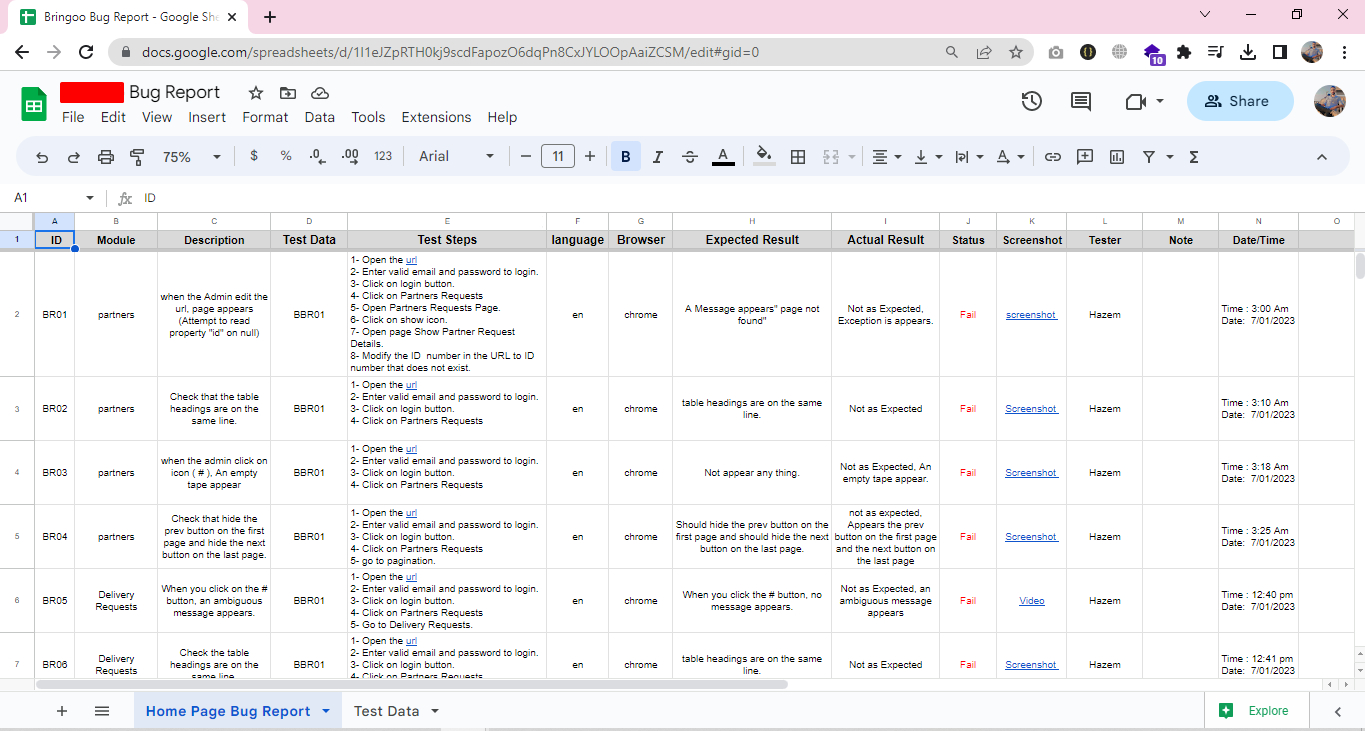 Bringoo Bug Report - Google She
docs.google.com/spreadsheets/d/1I1eJZpRTH0kj9scdFapozO6dqPn8CxJYLOOpAaiZCSM/edit#gid=0
10
Bug Report
File Edit View Insert Format Data Tools Extensions Help
Share
75% $ % .0 .00 123 Arial 11 B I A
A1 fx ID
A B C D E F G H I J K L M N O
1 ID Module Description Test Data Test Steps language Browser Expected Result Actual Result Status Screenshot Tester Note Date/Time
2 BR01 partners
when the Admin edit the
url, page appears
(Attempt to read
property "id" on null)
BBR01
1- Open the url
2- Enter valid email and password to login.
3- Click on login button.
4- Click on Partners Requests
5- Open Partners Requests Page.
6- Click on show icon.
7- Open page Show Partner Request
Details.
8- Modify the ID number in the URL to ID
number that does not exist.
en chrome
A Message appears" page not
found"
Not as Expected,
Exception is appears.
Fail screenshot Hazem
Time : 3:00 Am
Date: 7/01/2023
3 BR02 partners
Check that the table
headings are on the
same line.
BBR01
1- Open the url
2- Enter valid email and password to login.
3- Click on login button.
4- Click on Partners Requests
en chrome
table headings are on the same
line.
Not as Expected
Fail Screenshot Hazem
Time : 3:10 Am
Date: 7/01/2023
4 BR03 partners
when the admin click on
icon ( # ), An empty
tape appear
BBR01
1- Open the url
2- Enter valid email and password to login.
3- Click on login button.
4- Click on Partners Requests
en chrome
Not appear any thing.
Not as Expected, An
empty tape appear.
Fail Screenshot Hazem
Time : 3:18 Am
Date: 7/01/2023
5 BR04 partners
Check that hide the
prev button on the first
page and hide the next
button on the last page.
BBR01
1- Open the url
2- Enter valid email and password to login.
3- Click on login button.
4- Click on Partners Requests
5- go to pagination.
en chrome
Should hide the prev button on the
first page and should hide the next
button on the last page.
not as expected,
Appears the prev
button on the first page
and the next button on
the last page
Fail Screenshot Hazem
Time : 3:25 Am
Date: 7/01/2023
6 BR05
Delivery
Requests
When you click on the #
button, an ambiguous
message appears.
BBR01
1- Open the url
2- Enter valid email and password to login.
3- Click on login button.
4- Click on Partners Requests
5- Go to Delivery Requests.
en chrome
When you click the # button, no
message appears.
Not as Expected, an
ambiguous message
appears
Fail Video Hazem
Time : 12:40 pm
Date: 7/01/2023
7 BR06
Delivery
Requests
Check the table
headings are on the
same line.
BBR01
1- Open the url
2- Enter valid email and password to login.
3- Click on login button.
4- Click on Partners Requests
en chrome
table headings are on the same
line.
Not as Expected
Fail Screenshot Hazem
Time : 12:41 pm
Date: 7/01/2023
Home Page Bug Report Test Data Explore